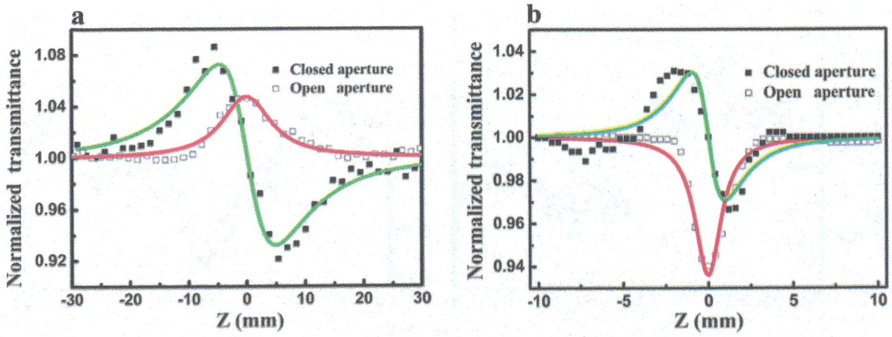 a
Normalized transmittance
1.08
1.04
1.00
0.96
0.92
Closed aperture
Open aperture
-30 -20 -10 0 10 20 30
Z (mm)
b
Normalized transmittance
1.04
1.02
1.00
0.98
0.96
0.94
Closed aperture
Open aperture
-10 -5 0 5 10
Z (mm)